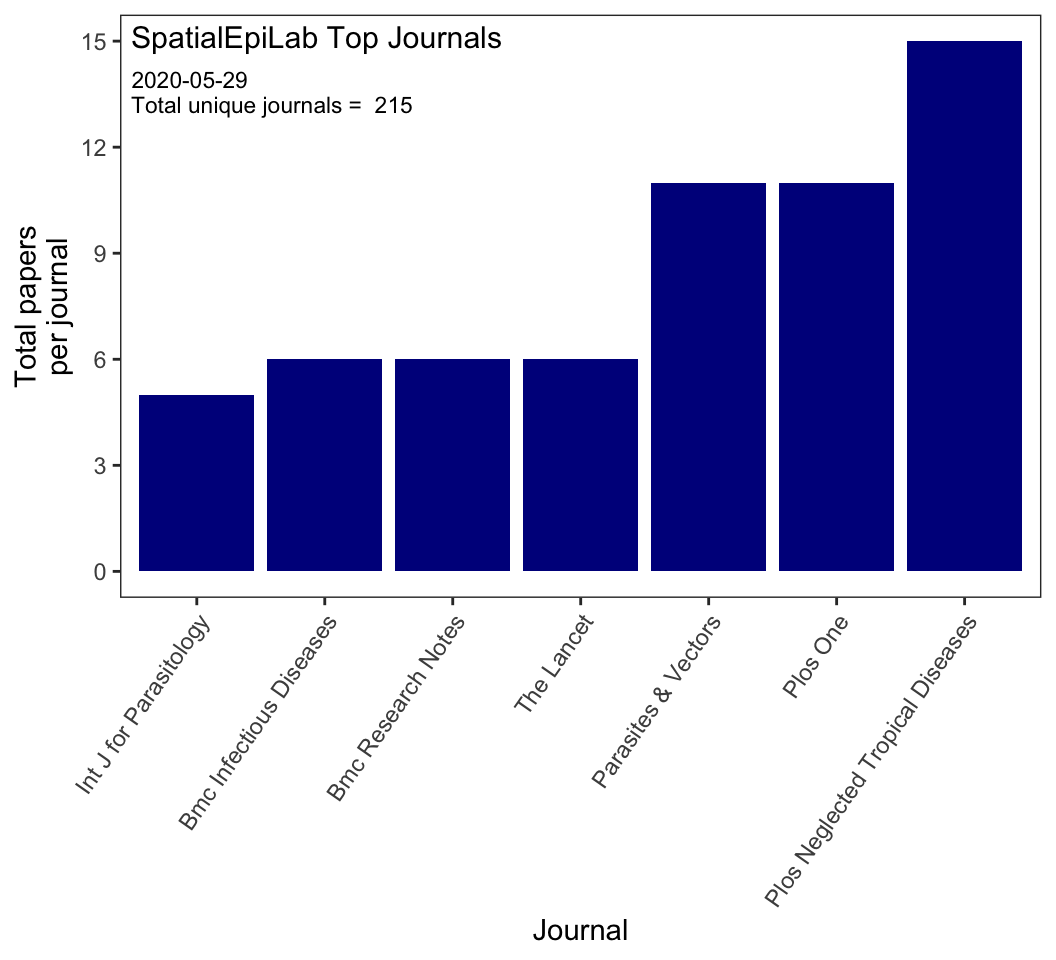 SpatialEpiLab Top Journals
2020-05-29
Total unique journals =  215
Total papers
per journal
15
12
9
6
3
0
Int J for Parasitology
Bmc Infectious Diseases
Bmc Research Notes
The Lancet
Parasites & Vectors
Plos One
Plos Neglected Tropical Diseases
Journal